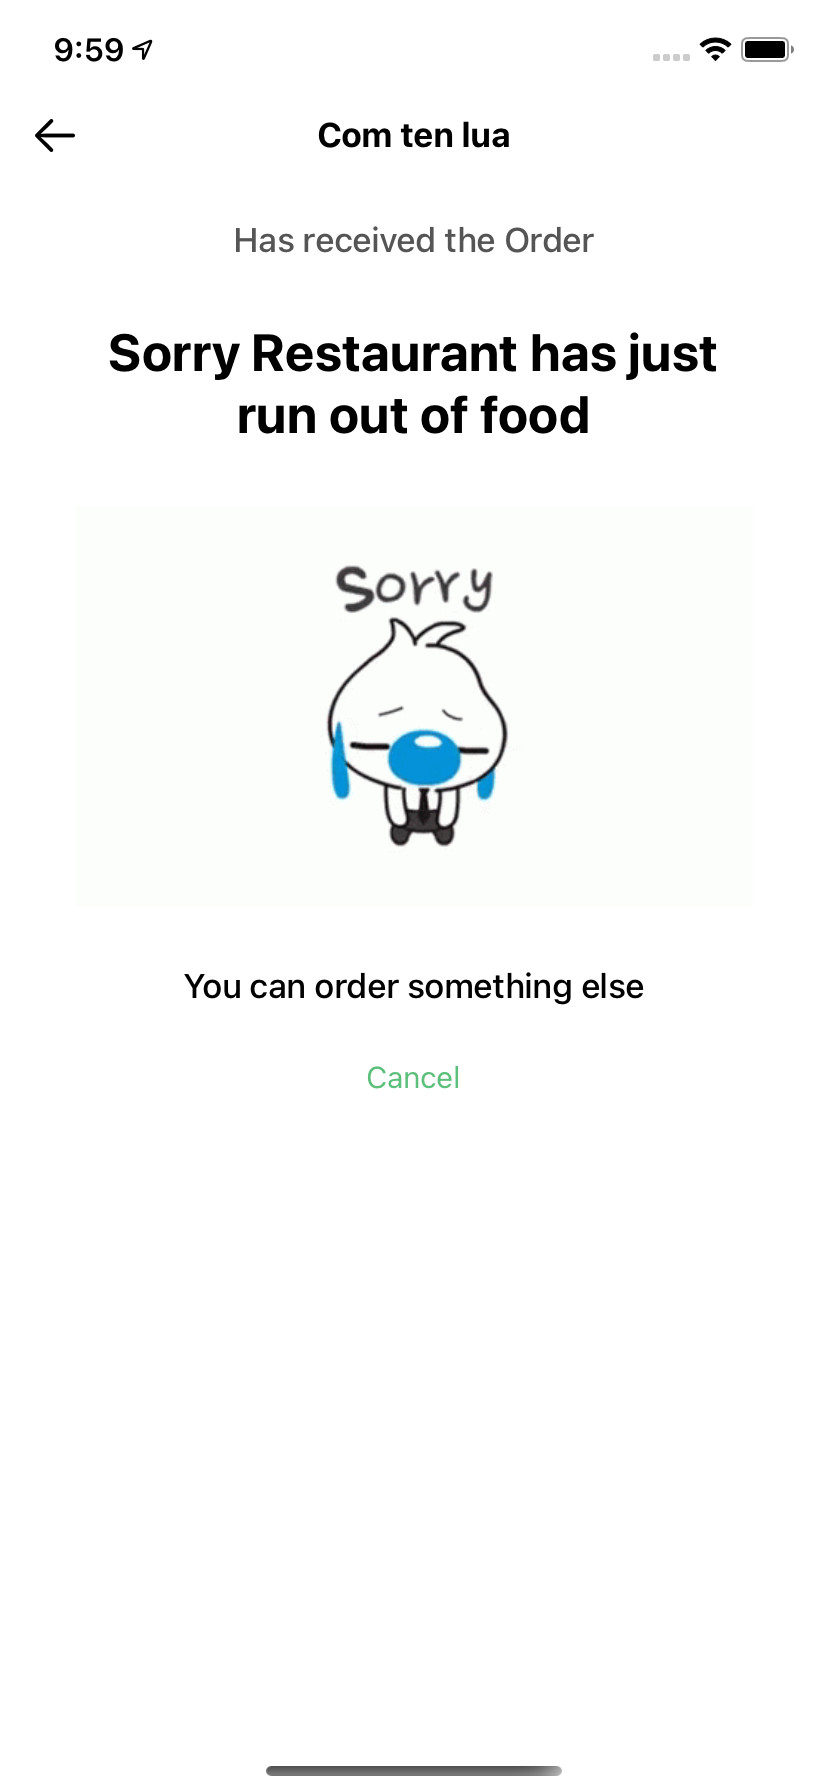 9:59
Com ten lua
Has received the Order
Sorry Restaurant has just
run out of food
Sorry
You can order something else
Cancel